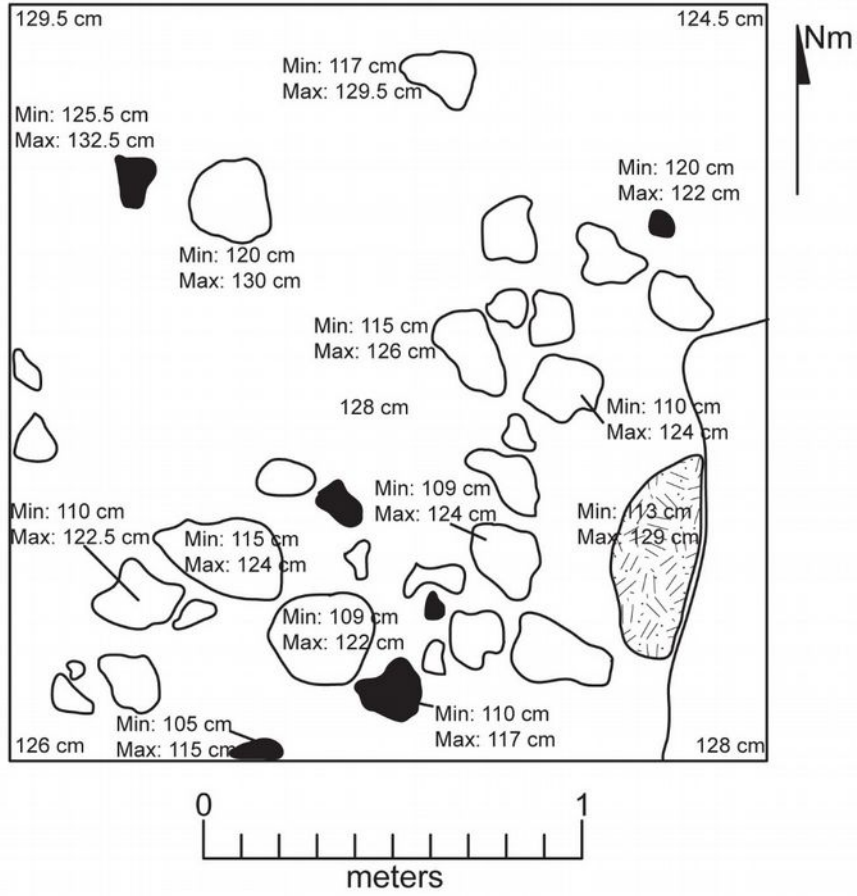 129.5 cm
124.5 cm
Nm
Min: 117 cm
Max: 129.5 cm
Min: 125.5 cm
Max: 132.5 cm
Min: 120 cm
Max: 122 cm
Min: 120 cm
Max: 130 cm
Min: 115 cm
Max: 126 cm
128 cm
Min: 110 cm
Max: 124 cm
Min: 109 cm
Max: 124 cm
Min: 110 cm
Max: 122.5 cm
Min: 113 cm
Max: 129 cm
Min: 115 cm
Max: 124 cm
Min: 109 cm
Max: 122 cm
Min: 110 cm
Max: 117 cm
Min: 105 cm
Max: 115 cm
126 cm
128 cm
0
1
meters